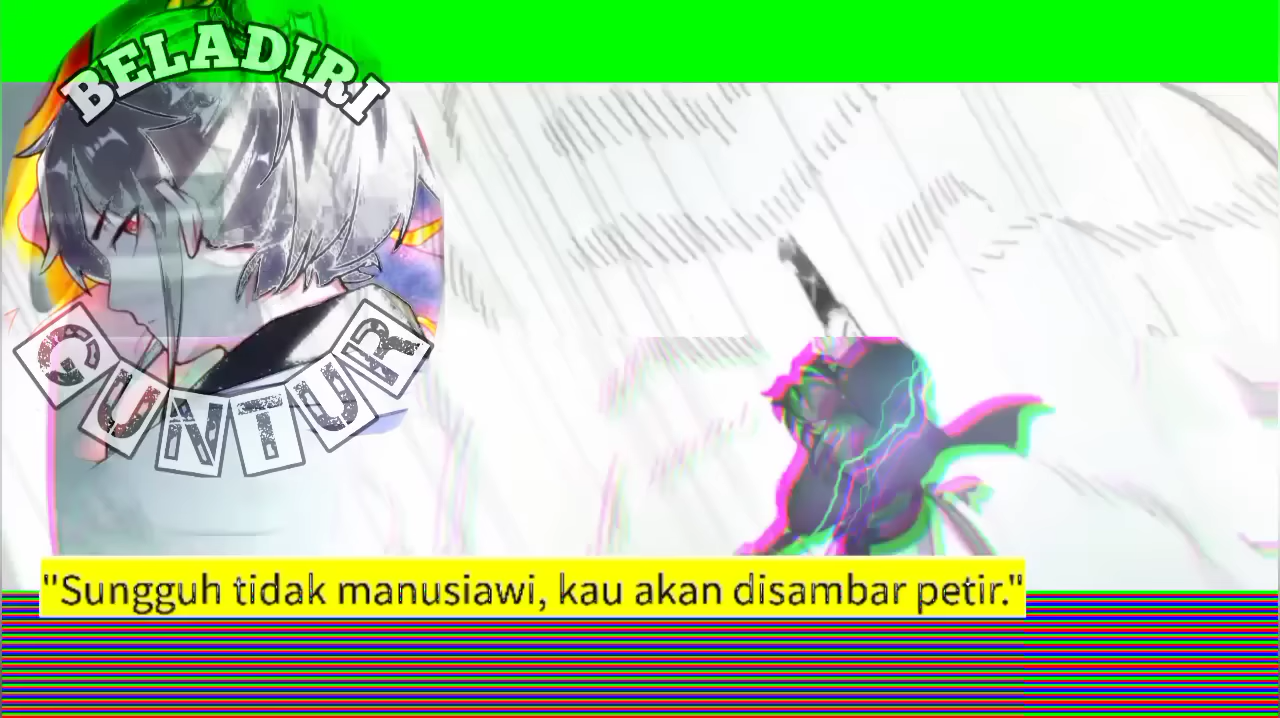 BELADIRI
GUNTUR
"Sungguh tidak manusiawi, kau akan disambar petir."